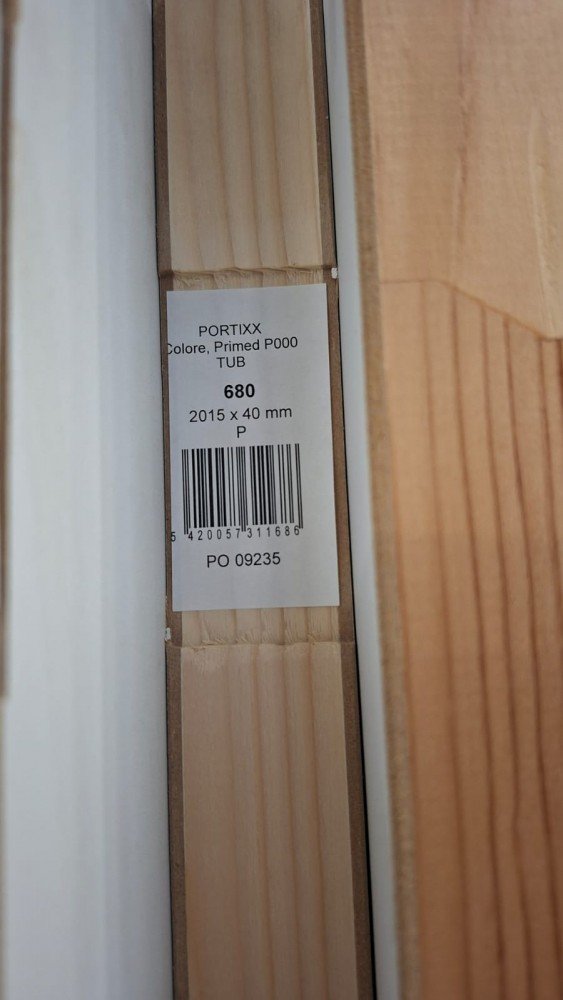 PORTIXX
Colore, Primed P000
TUB
680
2015 x 40 mm
P
5 420057 311686
PO 09235